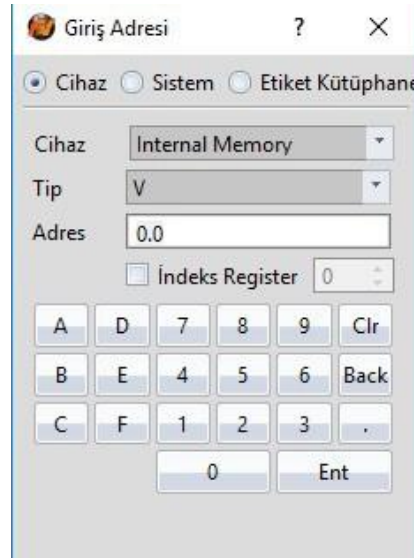 Giriş Adresi ? ×
Cihaz Sistem Etiket Kütüphane
Cihaz Internal Memory
Tip V
Adres 0.0
İndeks Register 0
A D 7 8 9 Clr
B E 4 5 6 Back
C F 1 2 3 .
0 Ent